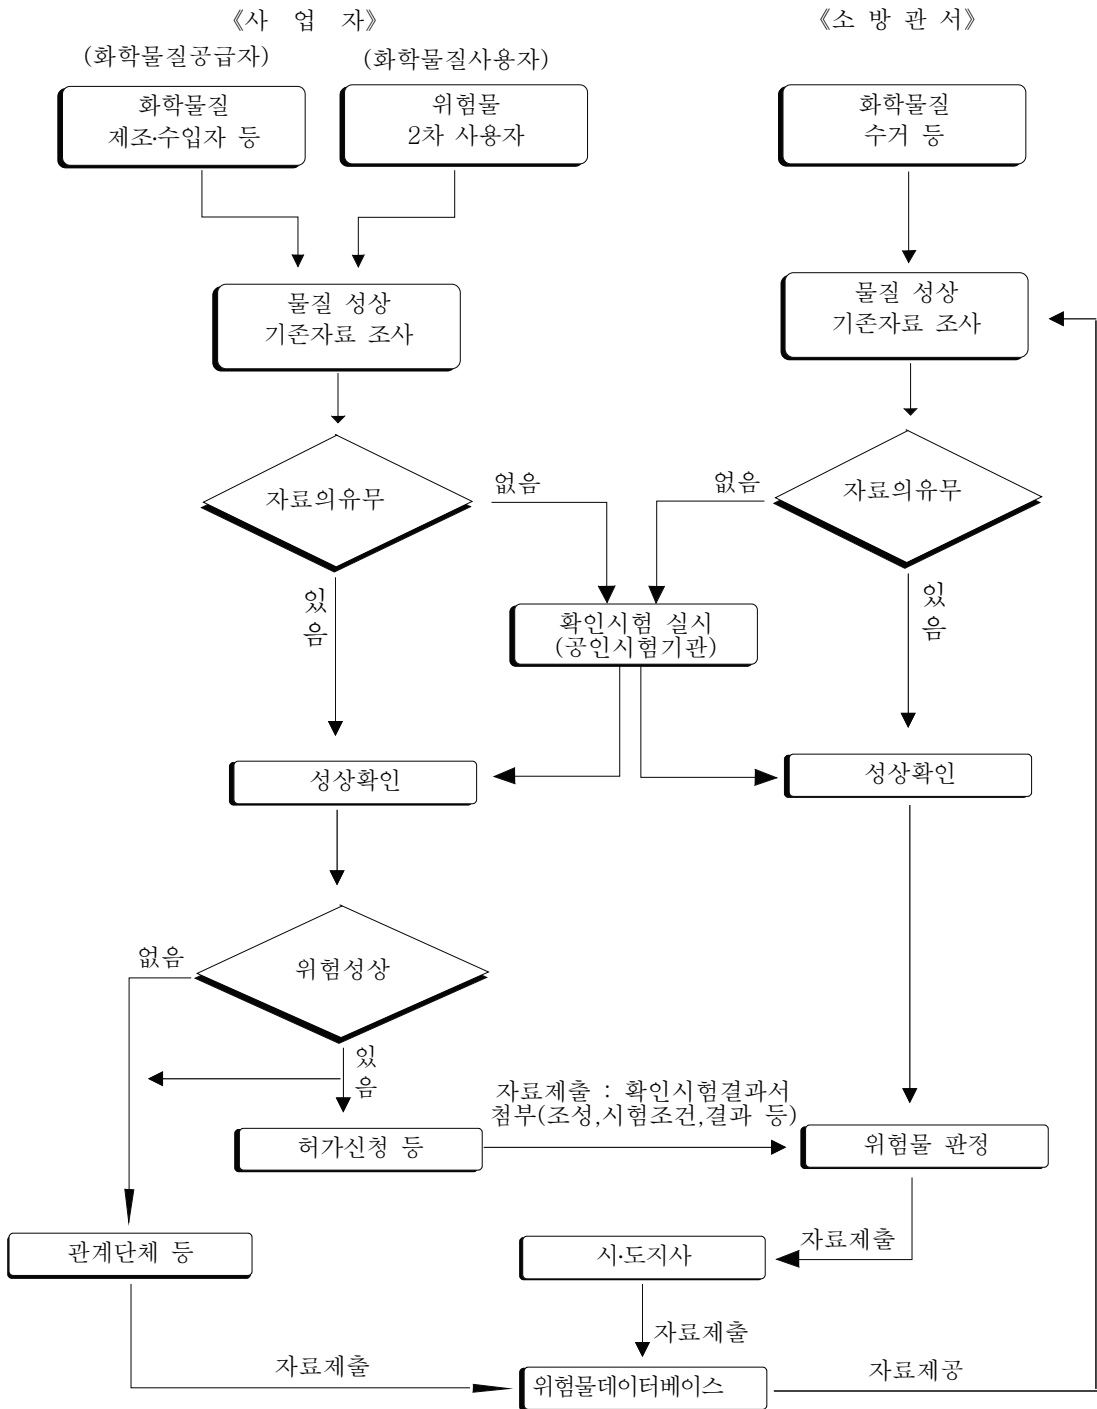 《사 업 자》
《소 방 관 서》
(화학물질공급자)
(화학물질사용자)
화학물질
제조·수입자 등
위험물
2차 사용자
화학물질
수거 등
물질 성상
기존자료 조사
물질 성상
기존자료 조사
자료의유무
없음
없음
자료의유무
있
음
있
음
확인시험 실시
(공인시험기관)
성상확인
성상확인
없음
위험성상
있
음
자료제출 : 확인시험결과서
첨부(조성,시험조건,결과 등)
허가신청 등
위험물 판정
관계단체 등
시·도지사
자료제출
자료제출
자료제출
위험물데이터베이스
자료제공